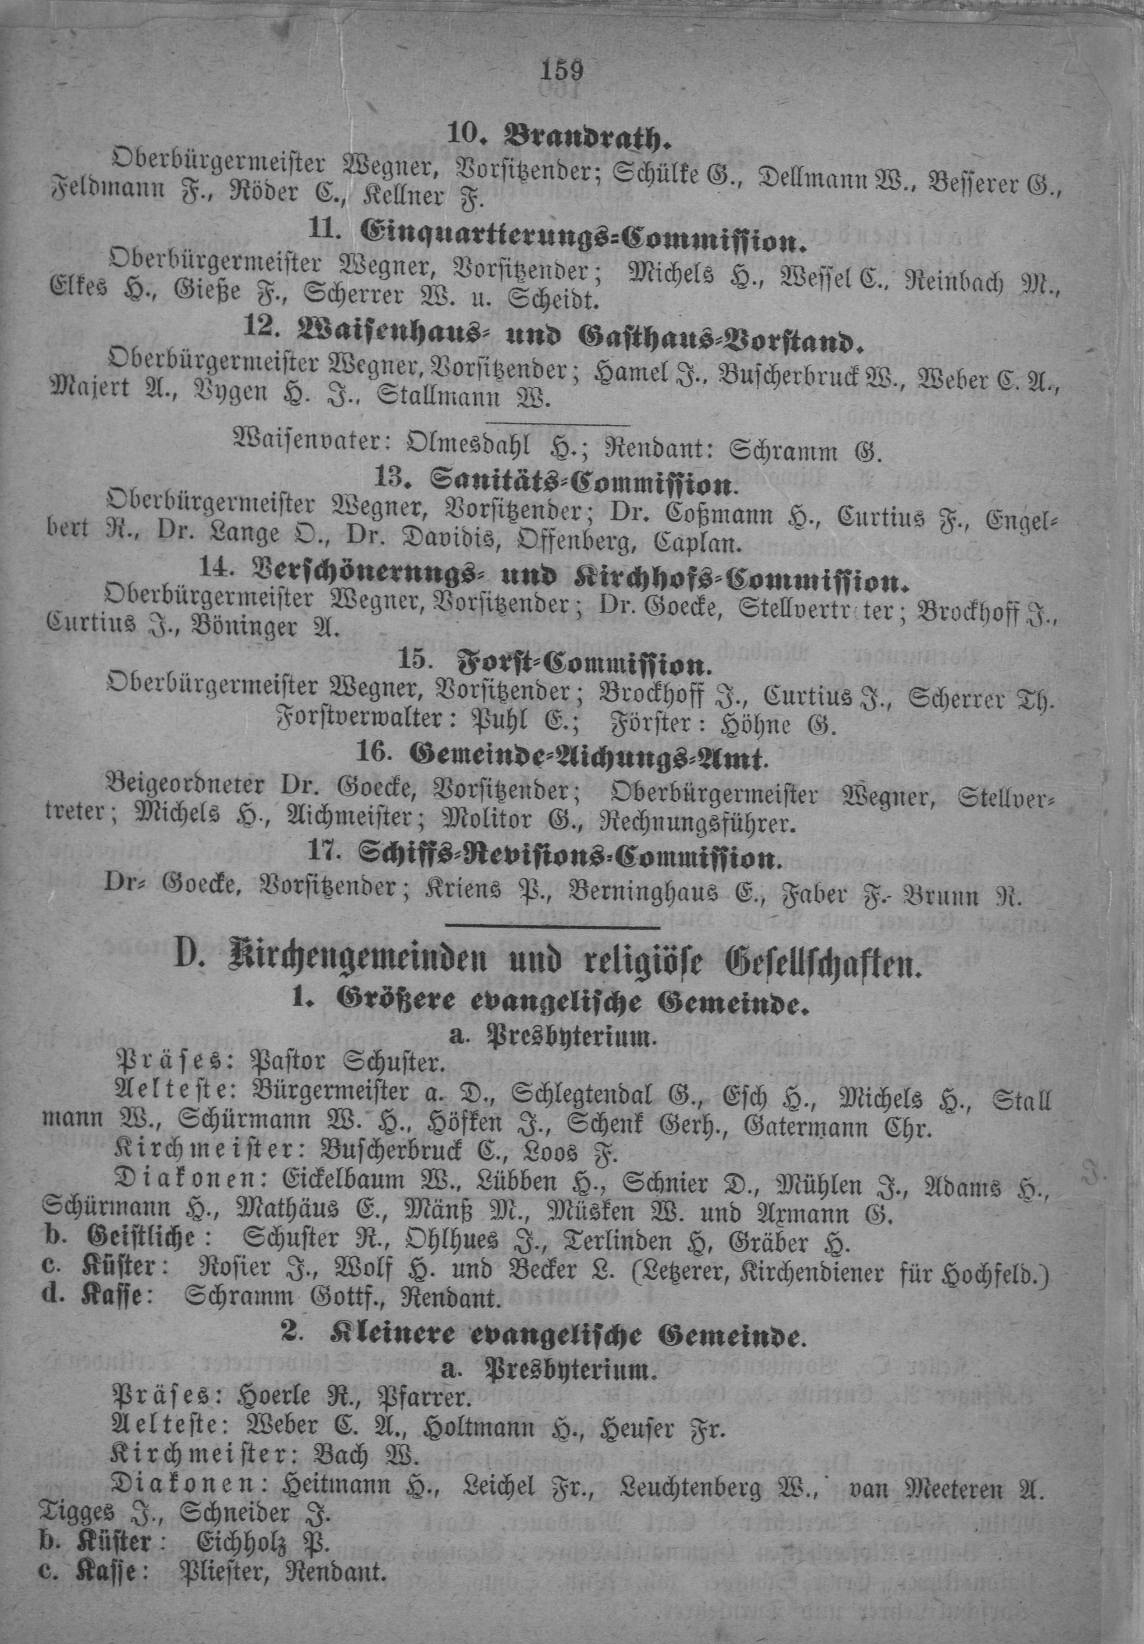 159
10. Brandrath.
Oberbürgermeister Wegner, Vorsitzender; Schülke G., Dellmann W., Besserer G.,
Feldmann F., Röder C., Kellner F.
11. Einquartierungs-Commission.
Oberbürgermeister Wegner, Vorsitzender; Michels H., Wessel C., Reinbach M.,
Elkes H., Gieße F., Scherrer W. u. Scheidt.
12. Waisenhaus- und Gasthaus-Vorstand.
Oberbürgermeister Wegner, Vorsitzender; Hamel J., Buscherbruck W., Weber C. A.,
Majert A., Vygen H. J., Stallmann W.
Waisenvater: Olmesdahl H.; Rendant: Schramm G.
13. Sanitäts-Commission.
Oberbürgermeister Wegner, Vorsitzender; Dr. Coßmann H., Curtius F., Engel-
bert R., Dr. Lange O., Dr. Davidis, Offenberg, Caplan.
14. Verschönerungs- und Kirchhofs-Commission.
Oberbürgermeister Wegner, Vorsitzender; Dr. Goecke, Stellvertr ter; Brockhoff J.,
Curtius J., Böninger A.
15. Forst-Commission.
Oberbürgermeister Wegner, Vorsitzender; Brockhoff J., Curtius J., Scherrer Th.
Forstverwalter: Puhl E.; Förster: Höhne G.
16. Gemeinde-Aichungs-Amt.
Beigeordneter Dr. Goecke, Vorsitzender; Oberbürgermeister Wegner, Stellver-
treter; Michels H., Aichmeister; Molitor G., Rechnungsführer.
17. Schiffs-Revisions-Commission.
Dr- Goecke, Vorsitzender; Kriens P., Berninghaus E., Faber F.- Brunn R.
D. Kirchengemeinden und religiöse Gesellschaften.
1. Größere evangelische Gemeinde.
a. Presbyterium.
Präses: Pastor Schuster.
Aelteste: Bürgermeister a. D., Schlegtendal G., Esch H., Michels H., Stall
mann W., Schürmann W. H., Höfken J., Schenk Gerh., Gatermann Chr.
Kirchmeister: Buscherbruck C., Loos F.
Diakonen: Eickelbaum W., Lübben H., Schnier D., Mühlen J., Adams H.,
Schürmann H., Mathäus E., Mänß M., Müsken W. und Axmann G.
b. Geistliche: Schuster R., Ohlhues J., Terlinden H, Gräber H.
c. Küster: Rosier J., Wolf H. und Becker L. (Letzerer, Kirchendiener für Hochfeld.)
d. Kasse: Schramm Gottf., Rendant.
2. Kleinere evangelische Gemeinde.
a. Presbyterium.
Präses: Hoerle R., Pfarrer.
Aelteste: Weber C. A., Holtmann H., Heuser Fr.
Kirchmeister: Bach W.
Diakonen: Heitmann H., Leichel Fr., Leuchtenberg W., van Meeteren A.
Tigges J., Schneider J.
b. Küster: Eichholz P.
c. Kasse: Pliester, Rendant.